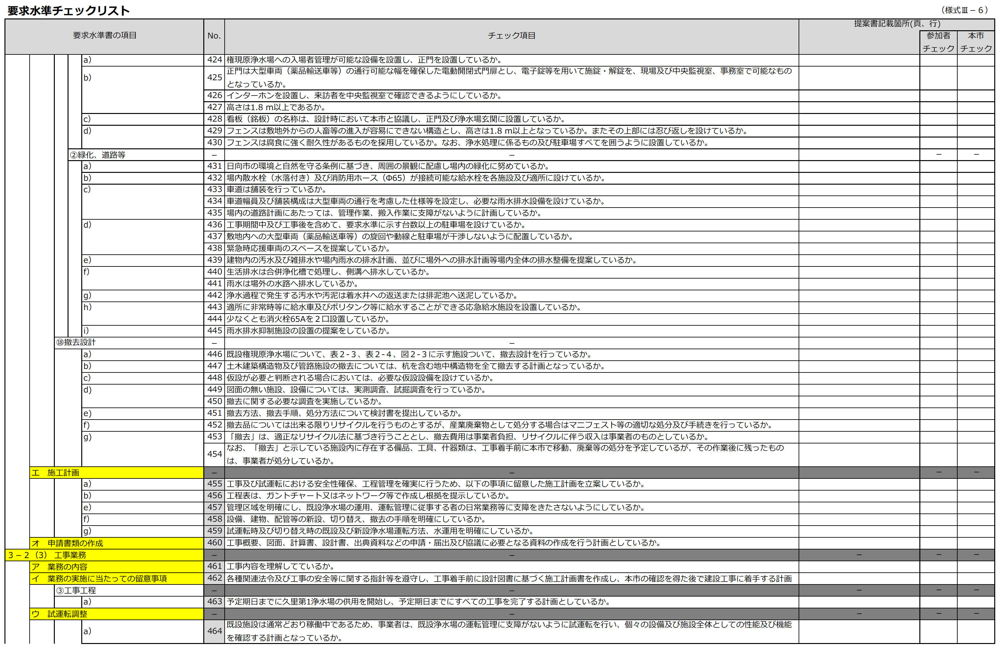 要求水準チェックリスト
（様式Ⅲ－６）
要求水準書の項目 No. チェック項目 提案書記載箇所(頁、行)
参加者 本市
チェック チェック
a） 424 権現原浄水場への入場者管理が可能な設備を設置し、正門を設置しているか。
b） 425 正門は大型車両（薬品輸送車等）の通行可能な幅を確保した電動開閉式門扉とし、電子錠等を用いて施錠・解錠を、現場及び中央監視室、事務室で可能なもの
となっているか。
426 インターホンを設置し、来訪者を中央監視室で確認できるようにしているか。
427 高さは1.8 m以上であるか。
c） 428 看板（銘板）の名称は、設計時において本市と協議し、正門及び浄水場玄関に設置しているか。
d） 429 フェンスは敷地外からの人畜等の進入が容易にできない構造とし、高さは1.8 m以上となっているか。またその上部には忍び返しを設けているか。
430 フェンスは腐食に強く耐久性があるものを採用しているか。なお、浄水処理に係るもの及び駐車場すべてを囲うように設置しているか。
②緑化、道路等 － － － －
a） 431 日向市の環境と自然を守る条例に基づき、周囲の景観に配慮し場内の緑化に努めているか。
b） 432 場内散水栓（水落付き）及び消防用ホース（Φ65）が接続可能な給水栓を各施設及び適所に設けているか。
c） 433 車道は舗装を行っているか。
434 車道幅員及び舗装構成は大型車両の通行を考慮した仕様等を設定し、必要な雨水排水設備を設けているか。
435 場内の道路計画にあたっては、管理作業、搬入作業に支障がないように計画しているか。
d） 436 工事期間中及び工事後を含めて、要求水準に示す台数以上の駐車場を設けているか。
437 敷地内への大型車両（薬品輸送車等）の旋回や動線と駐車場が干渉しないように配置しているか。
438 緊急時応援車両のスペースを提案しているか。
e） 439 建物内の汚水及び雑排水や場内雨水の排水計画、並びに場外への排水計画等場内全体の排水整備を提案しているか。
f） 440 生活排水は合併浄化槽で処理し、側溝へ排水しているか。
441 雨水は場外の水路へ排水しているか。
g） 442 浄水過程で発生する汚水や汚泥は着水井への返送または排泥池へ送泥しているか。
h） 443 適所に非常時等に給水車及びポリタンク等に給水することができる応急給水施設を設置しているか。
444 少なくとも消火栓65Aを２口設置しているか。
i） 445 雨水排水抑制施設の設置の提案をしているか。
⑱撤去設計 － －
a） 446 既設権現原浄水場について、表２-３、表２-４、図２-３に示す施設ついて、撤去設計を行っているか。
b） 447 土木建築構造物及び管路施設の撤去については、杭を含む地中構造物を全て撤去する計画となっているか。
c） 448 仮設が必要と判断される場合においては、必要な仮設設備を設けているか。
d） 449 図面の無い施設、設備については、実測調査、試掘調査を行っているか。
450 撤去に関する必要な調査を実施しているか。
e） 451 撤去方法、撤去手順、処分方法について検討書を提出しているか。
f） 452 撤去品については出来る限りリサイクルを行うものとするが、産業廃棄物として処分する場合はマニフェスト等の適切な処分及び手続きを行っているか。
g） 453 「撤去」は、適正なリサイクル法に基づき行うこととし、撤去費用は事業者負担、リサイクルに伴う収入は事業者のものとしているか。
454 なお、「撤去」と示している施設内に存在する備品、工具、什器類は、工事着手前に本市で移動、廃棄等の処分を予定しているが、その作業後に残ったもの
は、事業者が処分しているか。
エ　施工計画 － － － －
a） 455 工事及び試運転における安全性確保、工程管理を確実に行うため、以下の事項に留意した施工計画を立案しているか。
b） 456 工程表は、ガントチャート又はネットワーク等で作成し根拠を提示しているか。
e） 457 管理区域を明確にし、既設浄水場の運用、運転管理に従事する者の日常業務等に支障をきたさないようにしているか。
f） 458 設備、建物、配管等の新設、切り替え、撤去の手順を明確にしているか。
g） 459 試運転時及び切り替え時の既設及び新設浄水場運転方法、水運用を明確にしているか。
オ　申請書類の作成 460 工事概要、図面、計算書、設計書、出典資料などの申請・届出及び協議に必要となる資料の作成を行う計画としているか。
３－２（3） 工事業務 － － － － －
ア　業務の内容 461 工事内容を理解してているか。
イ　業務の実施に当たっての留意事項 462 各種関連法令及び工事の安全等に関する指針等を遵守し、工事着手前に設計図書に基づく施工計画書を作成し、本市の確認を得た後で建設工事に着手する計画
③工事工程 － － － － －
a） 463 予定期日までに久里第1浄水場の供用を開始し、予定期日までにすべての工事を完了する計画としているか。
ウ　試運転調整 － － － － －
a） 464 既設施設は通常どおり稼働中であるため、事業者は、既設浄水場の運転管理に支障がないように試運転を行い、個々の設備及び施設全体としての性能及び機能
を確認する計画となっているか。